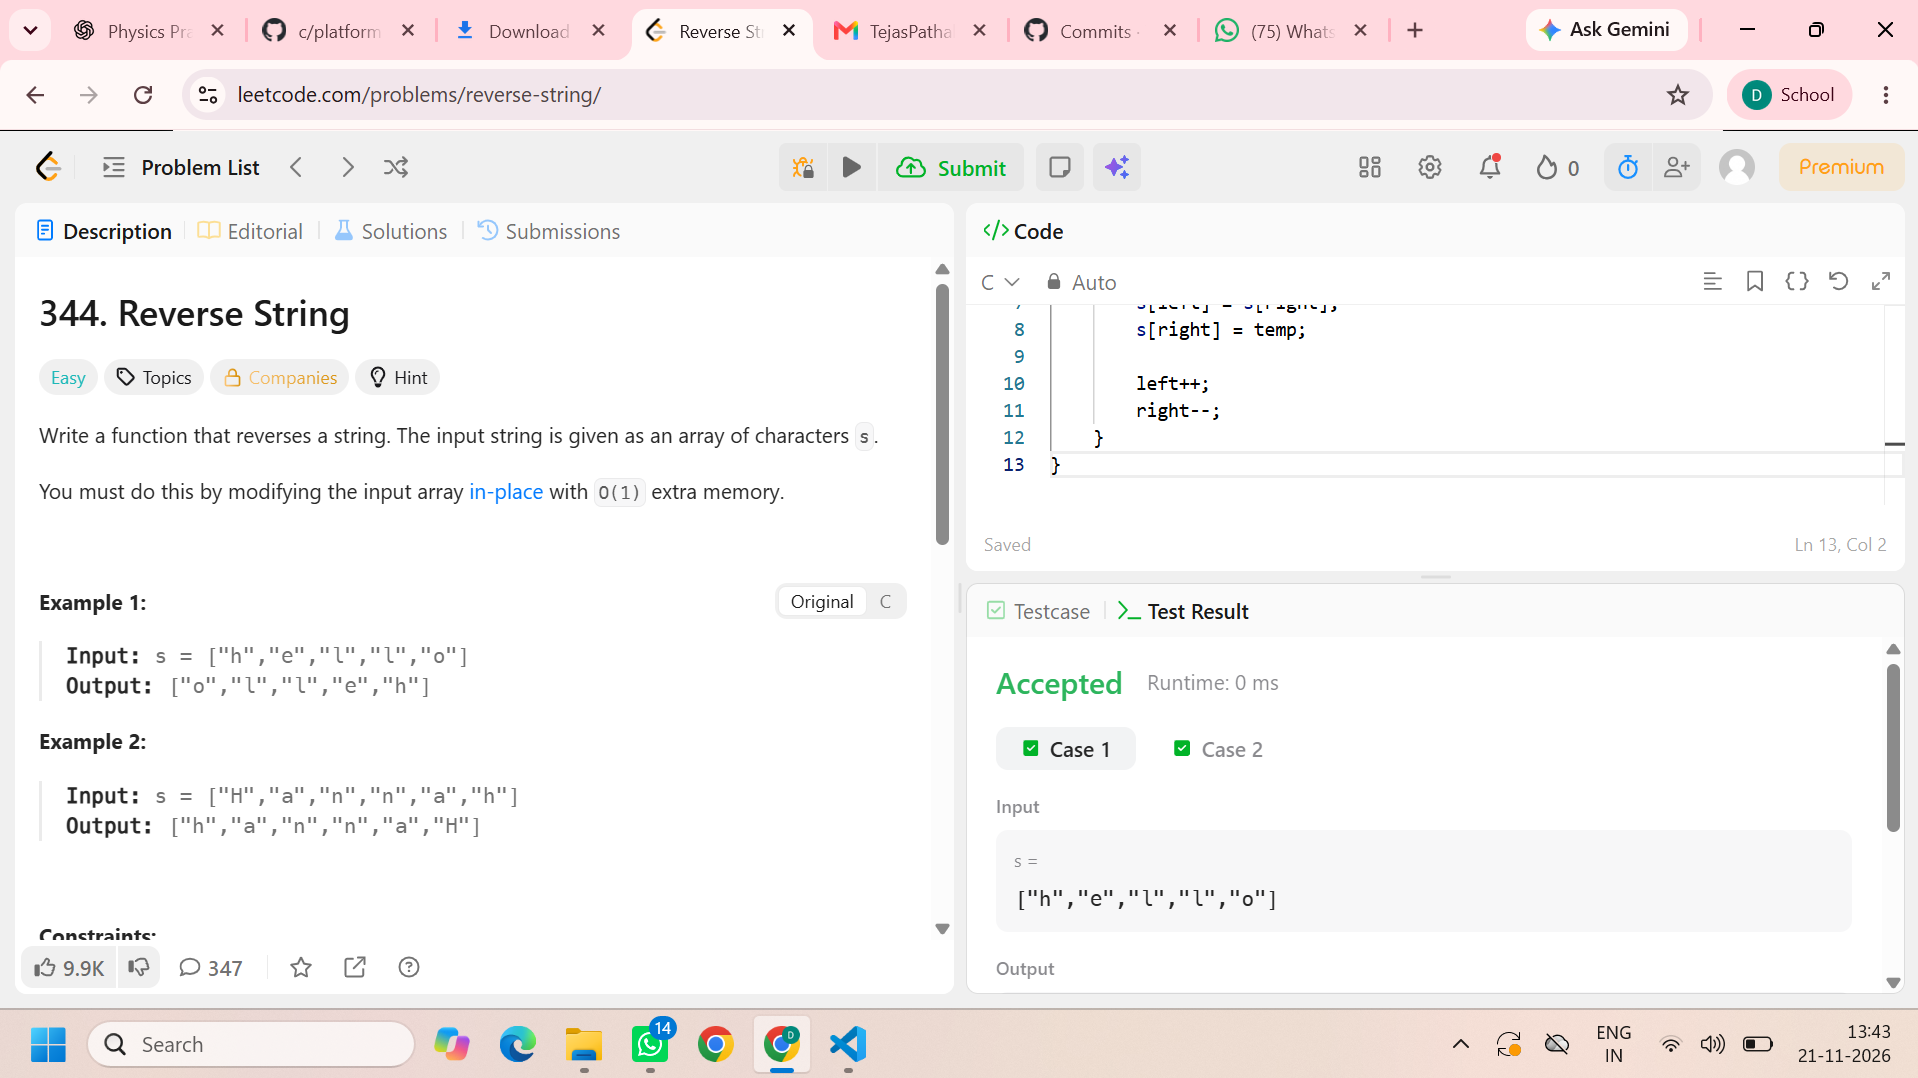 Physics Pra
c/platform
Download
Reverse St
TejasPatha
Commits ·
(75) Whats
Ask Gemini
leetcode.com/problems/reverse-string/
D School
Problem List
Submit
0
Premium
Description
Editorial
Solutions
Submissions
</> Code
C
Auto
344. Reverse String
Easy
Topics
Companies
Hint
Write a function that reverses a string. The input string is given as an array of characters s.
You must do this by modifying the input array in-place with O(1) extra memory.
Example 1:
Original C
Input: s = ["h","e","l","l","o"]
Output: ["o","l","l","e","h"]
Example 2:
Input: s = ["H","a","n","n","a","h"]
Output: ["h","a","n","n","a","H"]
Constraints:
9.9K
347
7 s[left] = s[right];
8 s[right] = temp;
9
10 left++;
11 right--;
12 }
13 }
Saved
Ln 13, Col 2
Testcase
>_ Test Result
Accepted
Runtime: 0 ms
Case 1
Case 2
Input
s =
["h","e","l","l","o"]
Output
Search
14
D
ENG
IN
13:43
21-11-2026